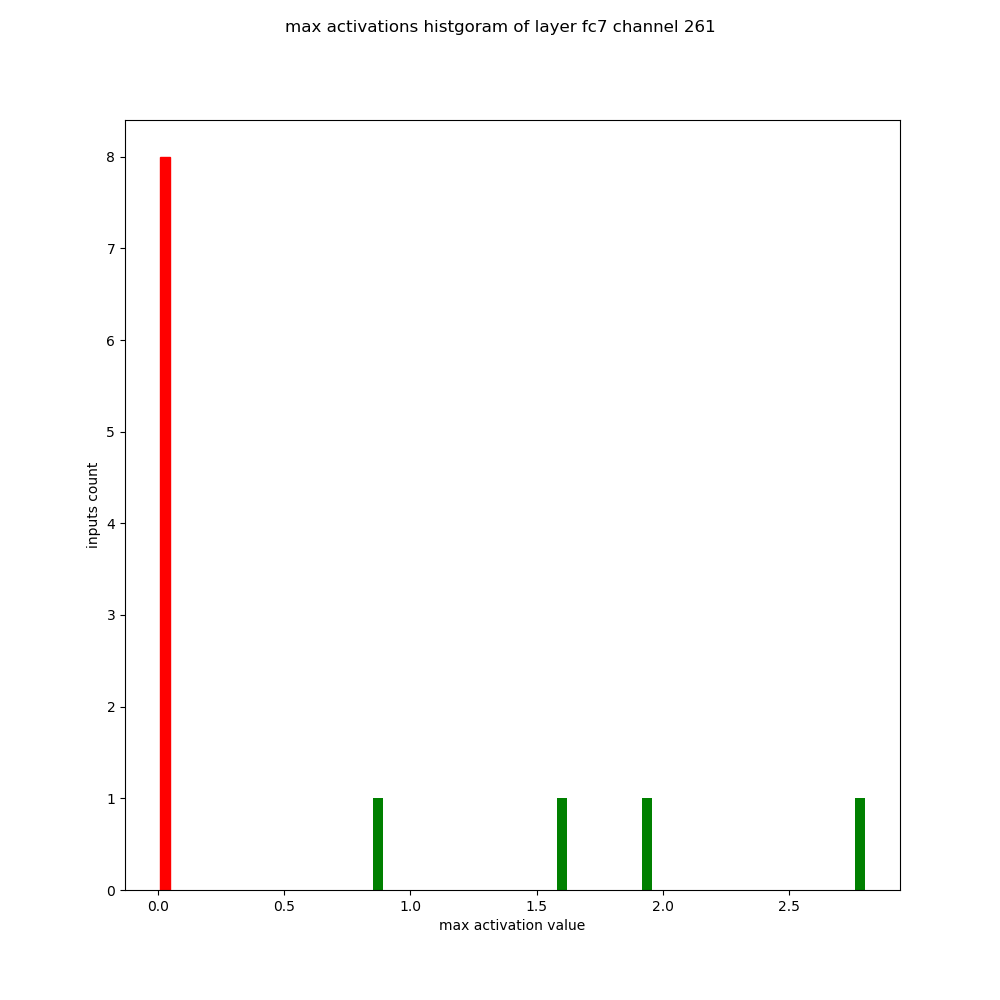 max activations histgoram of layer fc7 channel 261
8
7
6
5
4
3
2
1
0
inputs count
0.0 0.5 1.0 1.5 2.0 2.5
max activation value